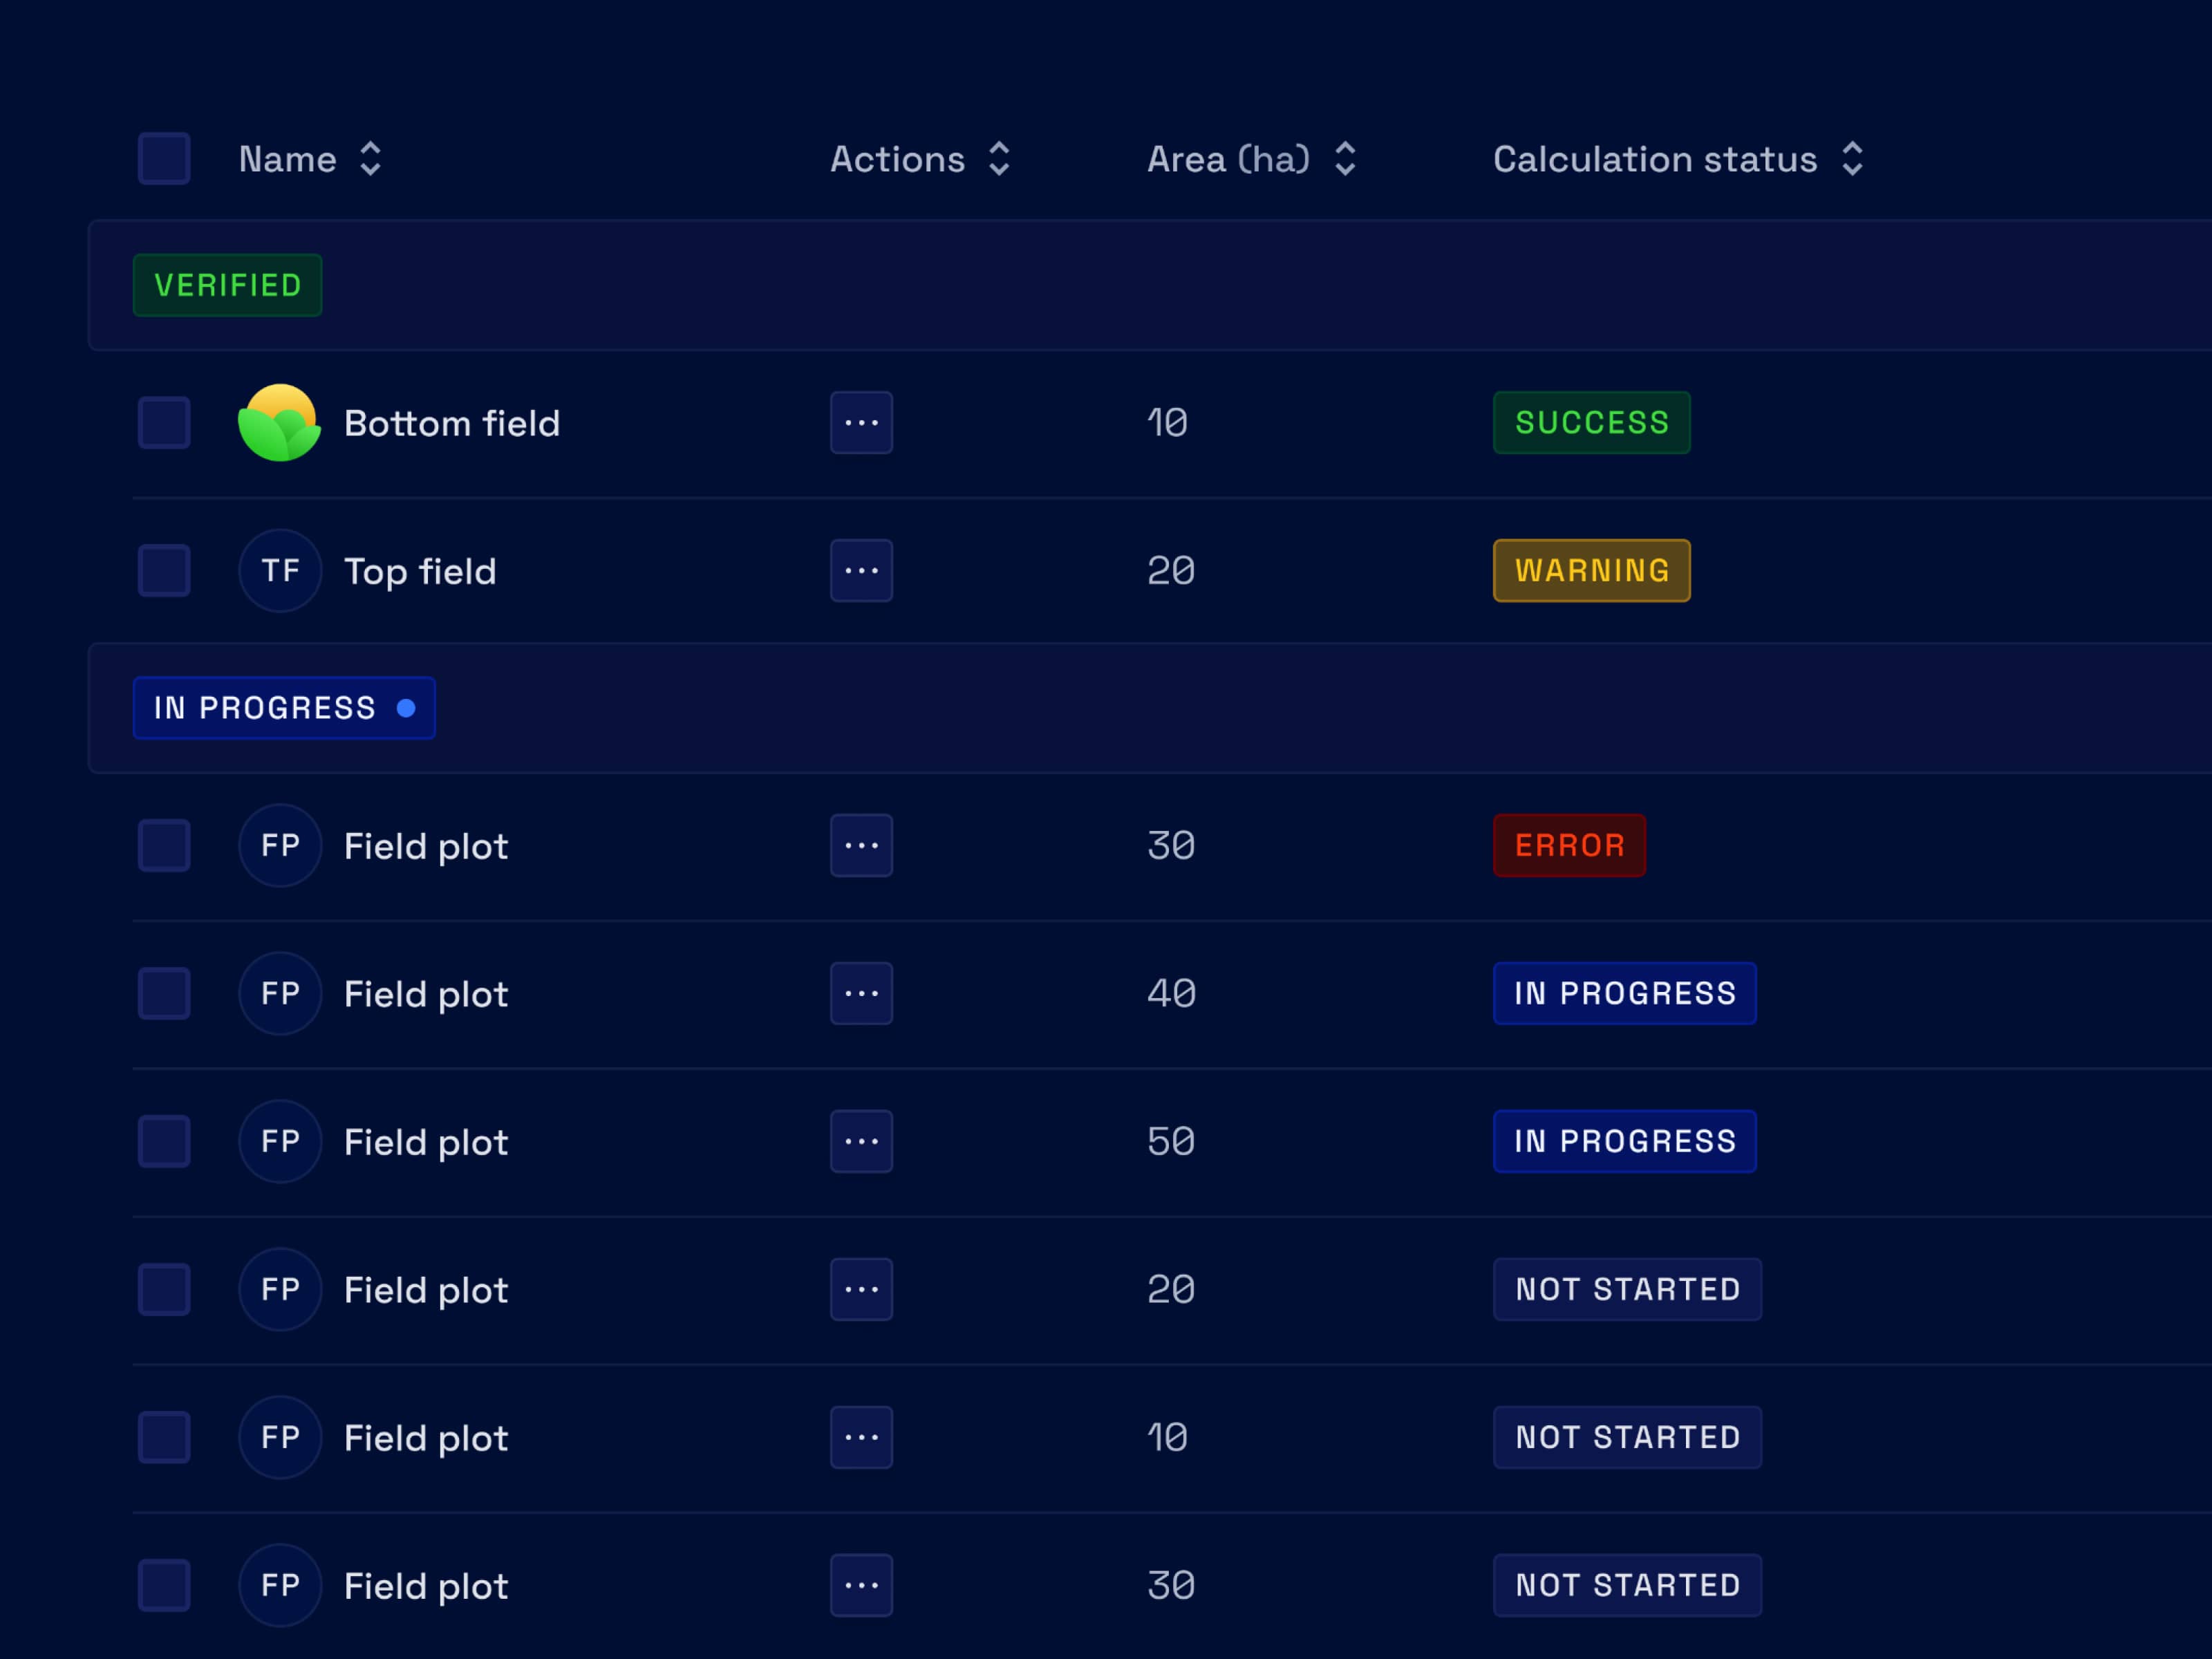 Name Actions Area (ha) Calculation status
VERIFIED
Bottom field ... 10 SUCCESS
TF Top field ... 20 WARNING
IN PROGRESS
FP Field plot ... 30 ERROR
FP Field plot ... 40 IN PROGRESS
FP Field plot ... 50 IN PROGRESS
FP Field plot ... 20 NOT STARTED
FP Field plot ... 10 NOT STARTED
FP Field plot ... 30 NOT STARTED